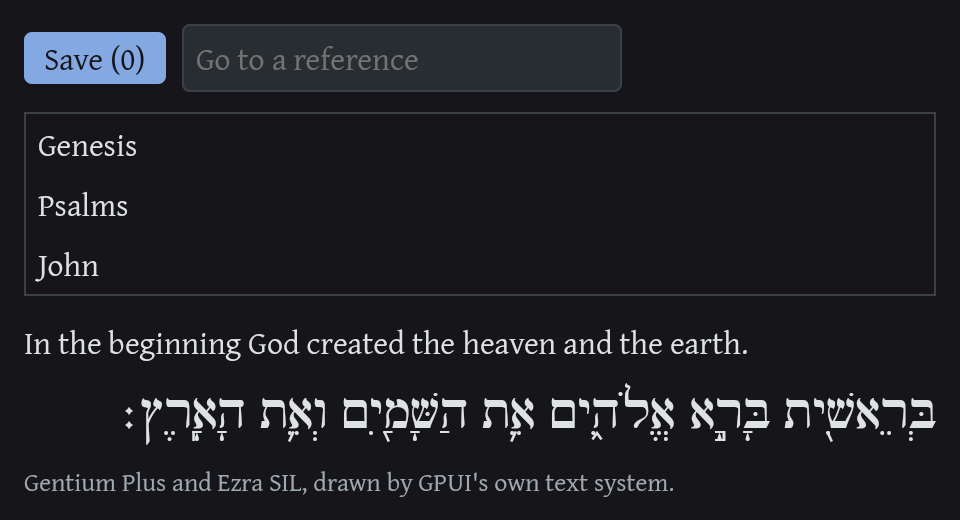 Save (0)
Go to a reference
Genesis
Psalms
John
In the beginning God created the heaven and the earth.
בְּרֵאשִׁ֖ית בָּרָ֣א אֱלֹהִ֑ים אֵ֥ת הַשָּׁמַ֖יִם וְאֵ֥ת הָאָֽרֶץ׃
Gentium Plus and Ezra SIL, drawn by GPUI's own text system.